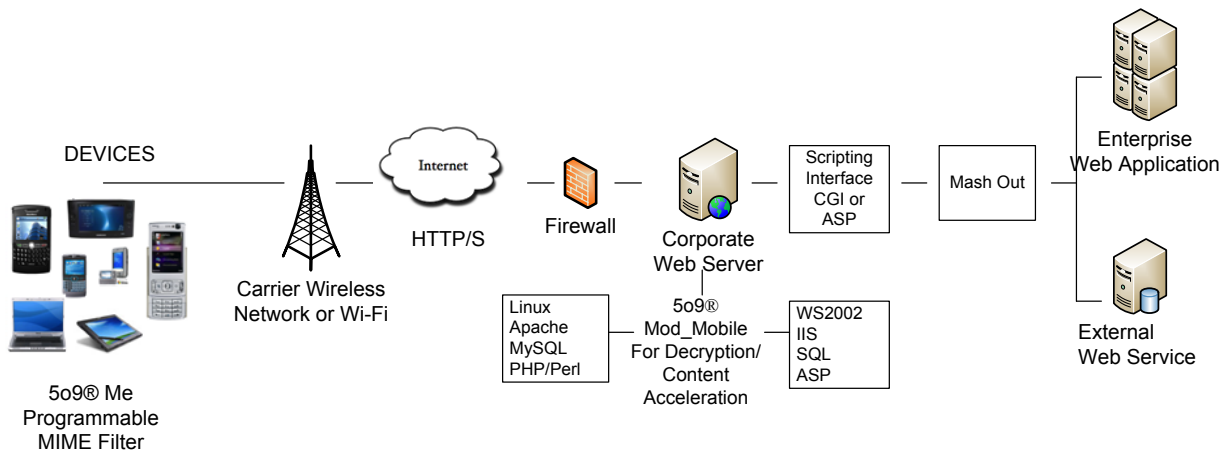 DEVICES
5o9® Me
Programmable
MIME Filter
Carrier Wireless
Network or Wi-Fi
Internet
HTTP/S
Firewall
Corporate
Web Server
5o9®
Mod_Mobile
For Decryption/
Content
Acceleration
Linux
Apache
MySQL
PHP/Perl
WS2002
IIS
SQL
ASP
Scripting
Interface
CGI or
ASP
Mash Out
Enterprise
Web Application
External
Web Service